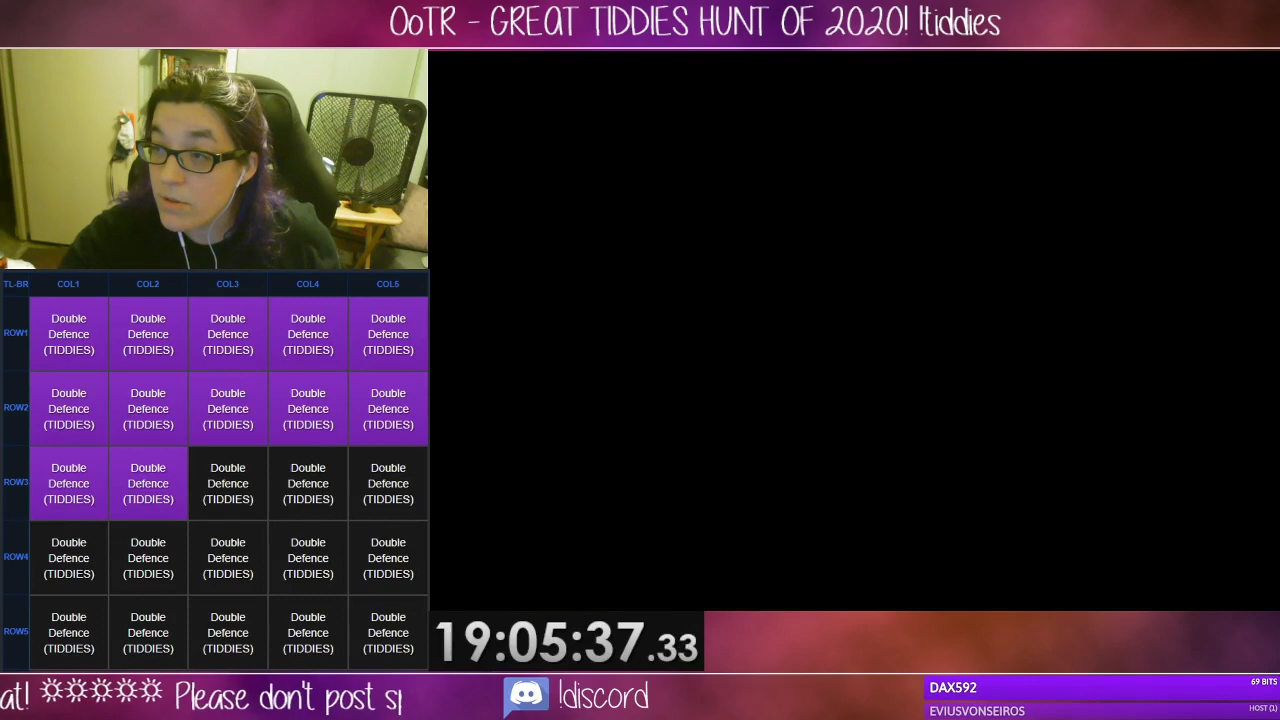 OoTR - GREAT TIDDIES HUNT OF 2020! !tiddies
TL-BR COL1 COL2 COL3 COL4 COL5
ROW1
Double Double Double Double Double
Defence Defence Defence Defence Defence
(TIDDIES) (TIDDIES) (TIDDIES) (TIDDIES) (TIDDIES)
ROW2
Double Double Double Double Double
Defence Defence Defence Defence Defence
(TIDDIES) (TIDDIES) (TIDDIES) (TIDDIES) (TIDDIES)
ROW3
Double Double Double Double Double
Defence Defence Defence Defence Defence
(TIDDIES) (TIDDIES) (TIDDIES) (TIDDIES) (TIDDIES)
ROW4
Double Double Double Double Double
Defence Defence Defence Defence Defence
(TIDDIES) (TIDDIES) (TIDDIES) (TIDDIES) (TIDDIES)
ROW5
Double Double Double Double Double
Defence Defence Defence Defence Defence
(TIDDIES) (TIDDIES) (TIDDIES) (TIDDIES) (TIDDIES)
19:05:37.33
at! ☼☼☼☼☼ Please don't post sp
!discord
DAX592 69 BITS
EVIUSVONSEIROS HOST (1)